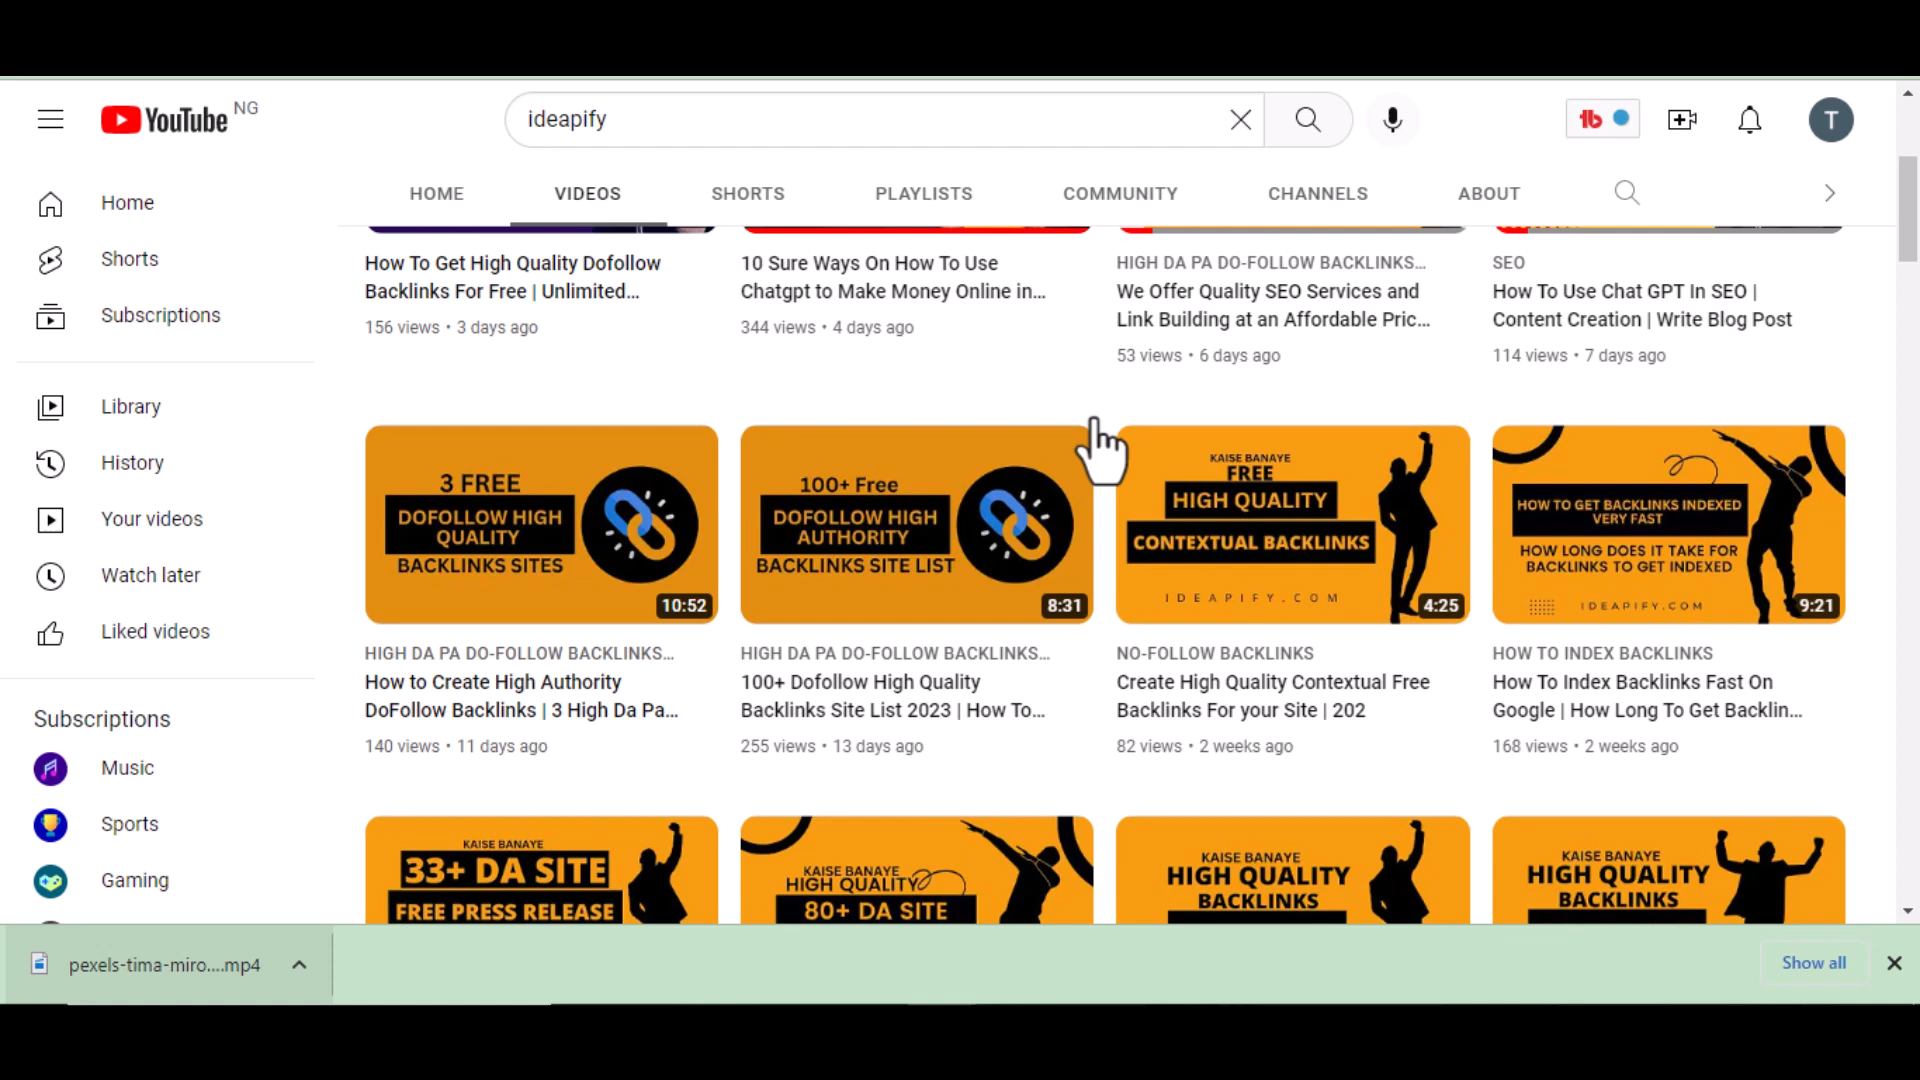 YouTube NG
ideapify
T
HOME VIDEOS SHORTS PLAYLISTS COMMUNITY CHANNELS ABOUT
Home
Shorts
Subscriptions
Library
History
Your videos
Watch later
Liked videos
Subscriptions
Music
Sports
Gaming
How To Get High Quality Dofollow
Backlinks For Free | Unlimited...
156 views • 3 days ago
10 Sure Ways On How To Use
Chatgpt to Make Money Online in...
344 views • 4 days ago
HIGH DA PA DO-FOLLOW BACKLINKS...
We Offer Quality SEO Services and
Link Building at an Affordable Pric...
53 views • 6 days ago
SEO
How To Use Chat GPT In SEO |
Content Creation | Write Blog Post
114 views • 7 days ago
3 FREE
DOFOLLOW HIGH
QUALITY
BACKLINKS SITES
10:52
HIGH DA PA DO-FOLLOW BACKLINKS...
How to Create High Authority
DoFollow Backlinks | 3 High Da Pa...
140 views • 11 days ago
100+ Free
DOFOLLOW HIGH
AUTHORITY
BACKLINKS SITE LIST
8:31
HIGH DA PA DO-FOLLOW BACKLINKS...
100+ Dofollow High Quality
Backlinks Site List 2023 | How To...
255 views • 13 days ago
KAISE BANAYE
FREE
HIGH QUALITY
CONTEXTUAL BACKLINKS
IDEAPIFY.COM
4:25
NO-FOLLOW BACKLINKS
Create High Quality Contextual Free
Backlinks For your Site | 202
82 views • 2 weeks ago
HOW TO GET BACKLINKS INDEXED
VERY FAST
HOW LONG DOES IT TAKE FOR
BACKLINKS TO GET INDEXED
IDEAPIFY.COM
9:21
HOW TO INDEX BACKLINKS
How To Index Backlinks Fast On
Google | How Long To Get Backlin...
168 views • 2 weeks ago
KAISE BANAYE
33+ DA SITE
FREE PRESS RELEASE
KAISE BANAYE
HIGH QUALITY
80+ DA SITE
KAISE BANAYE
HIGH QUALITY
BACKLINKS
KAISE BANAYE
HIGH QUALITY
BACKLINKS
pexels-tima-miro....mp4
Show all